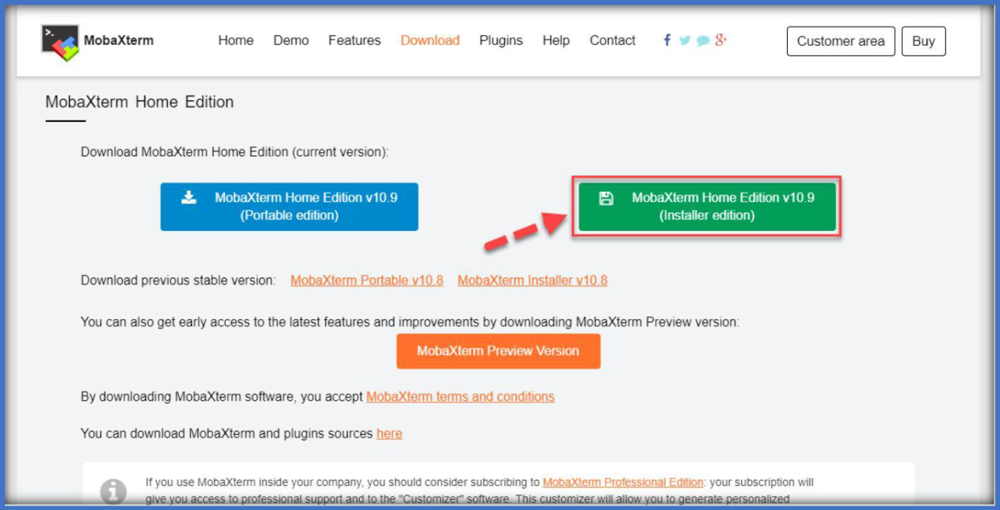 MobaXterm Home Demo Features Download Plugins Help Contact Customer area Buy
MobaXterm Home Edition
Download MobaXterm Home Edition (current version):
MobaXterm Home Edition v10.9
(Portable edition)
MobaXterm Home Edition v10.9
(Installer edition)
Download previous stable version: MobaXterm Portable v10.8 MobaXterm Installer v10.8
You can also get early access to the latest features and improvements by downloading MobaXterm Preview version:
MobaXterm Preview Version
By downloading MobaXterm software, you accept MobaXterm terms and conditions
You can download MobaXterm and plugins sources here
If you use MobaXterm inside your company, you should consider subscribing to MobaXterm Professional Edition: your subscription will
give you access to professional support and to the "Customizer" software. This customizer will allow you to generate personalized